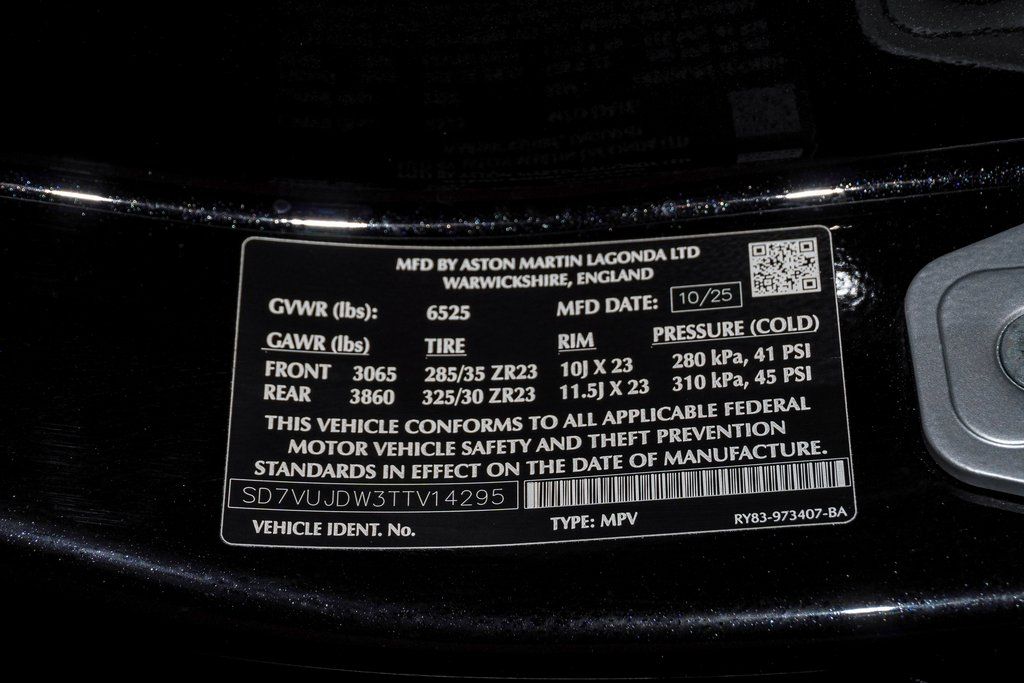 MFD BY ASTON MARTIN LAGONDA LTD
WARWICKSHIRE, ENGLAND
GVWR (lbs): 6525 MFD DATE: 10/25
GAWR (lbs) TIRE RIM PRESSURE (COLD)
FRONT 3065 285/35 ZR23 10J X 23 280 kPa, 41 PSI
REAR 3860 325/30 ZR23 11.5J X 23 310 kPa, 45 PSI
THIS VEHICLE CONFORMS TO ALL APPLICABLE FEDERAL
MOTOR VEHICLE SAFETY AND THEFT PREVENTION
STANDARDS IN EFFECT ON THE DATE OF MANUFACTURE.
SD7VUJDW3TTV14295
VEHICLE IDENT. No. TYPE: MPV RY83-973407-BA